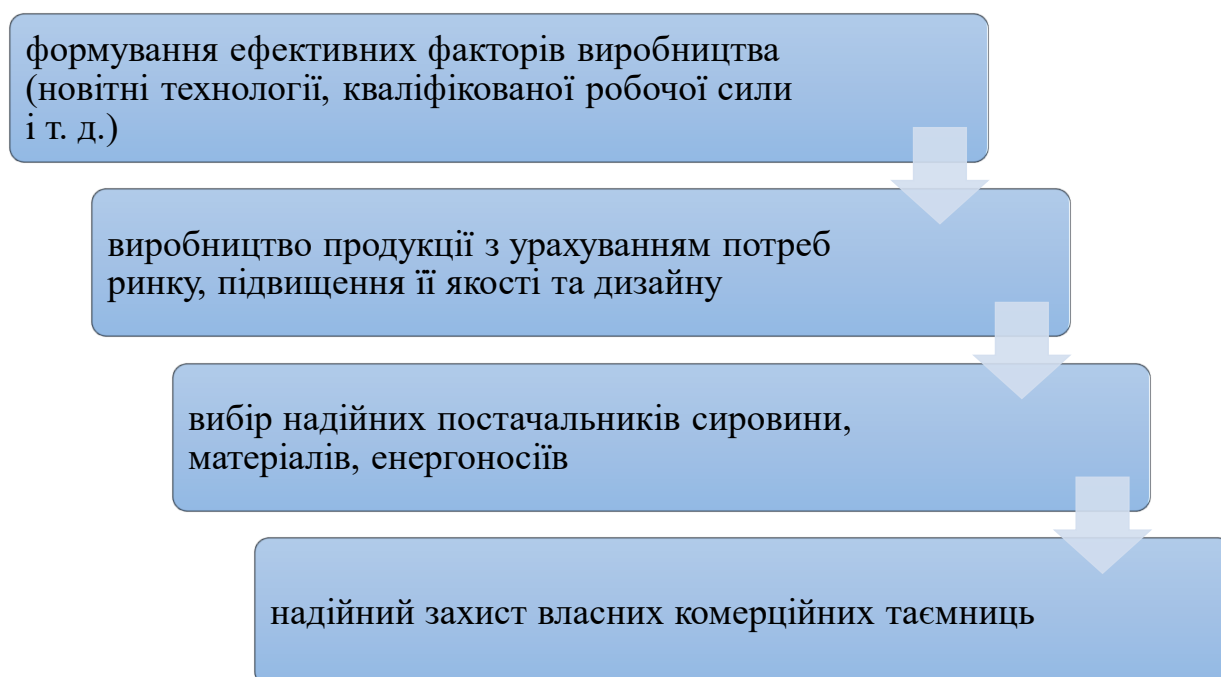 формування ефективних факторів виробництва
(новітні технології, кваліфікованої робочої сили
і т. д.)
виробництво продукції з урахуванням потреб
ринку, підвищення її якості та дизайну
вибір надійних постачальників сировини,
матеріалів, енергоносіїв
надійний захист власних комерційних таємниць